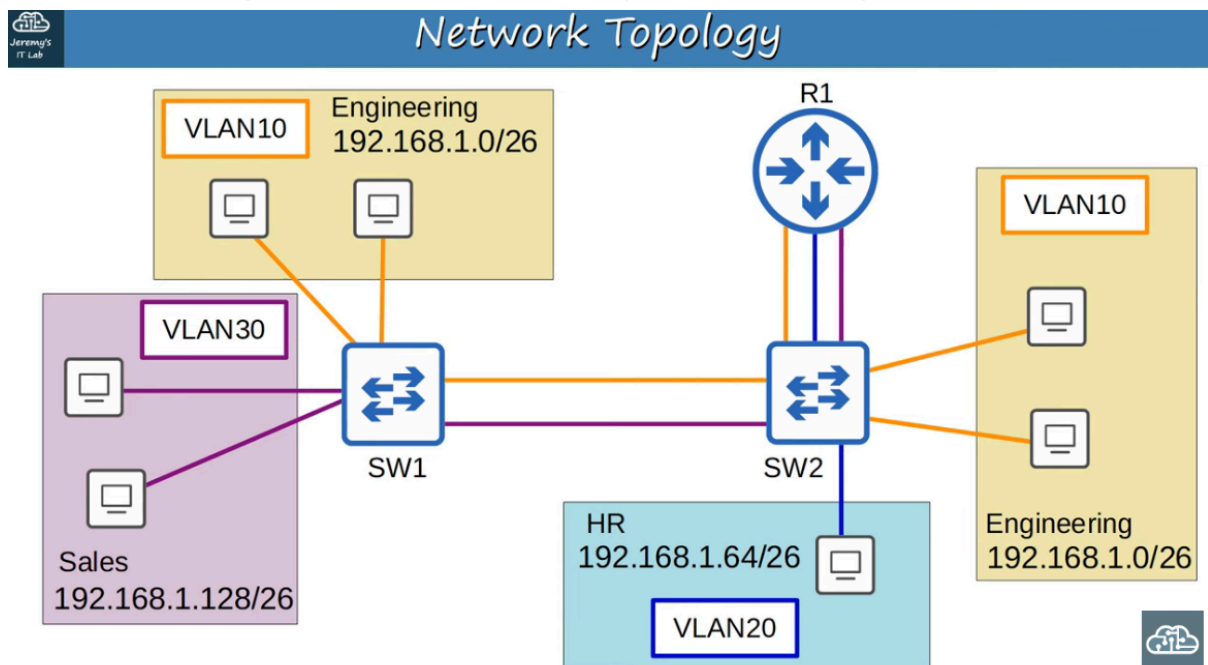 Jeremy's
IT Lab
Network Topology
VLAN10
Engineering
192.168.1.0/26
R1
VLAN10
VLAN30
SW1
SW2
Sales
192.168.1.128/26
HR
192.168.1.64/26
VLAN20
Engineering
192.168.1.0/26